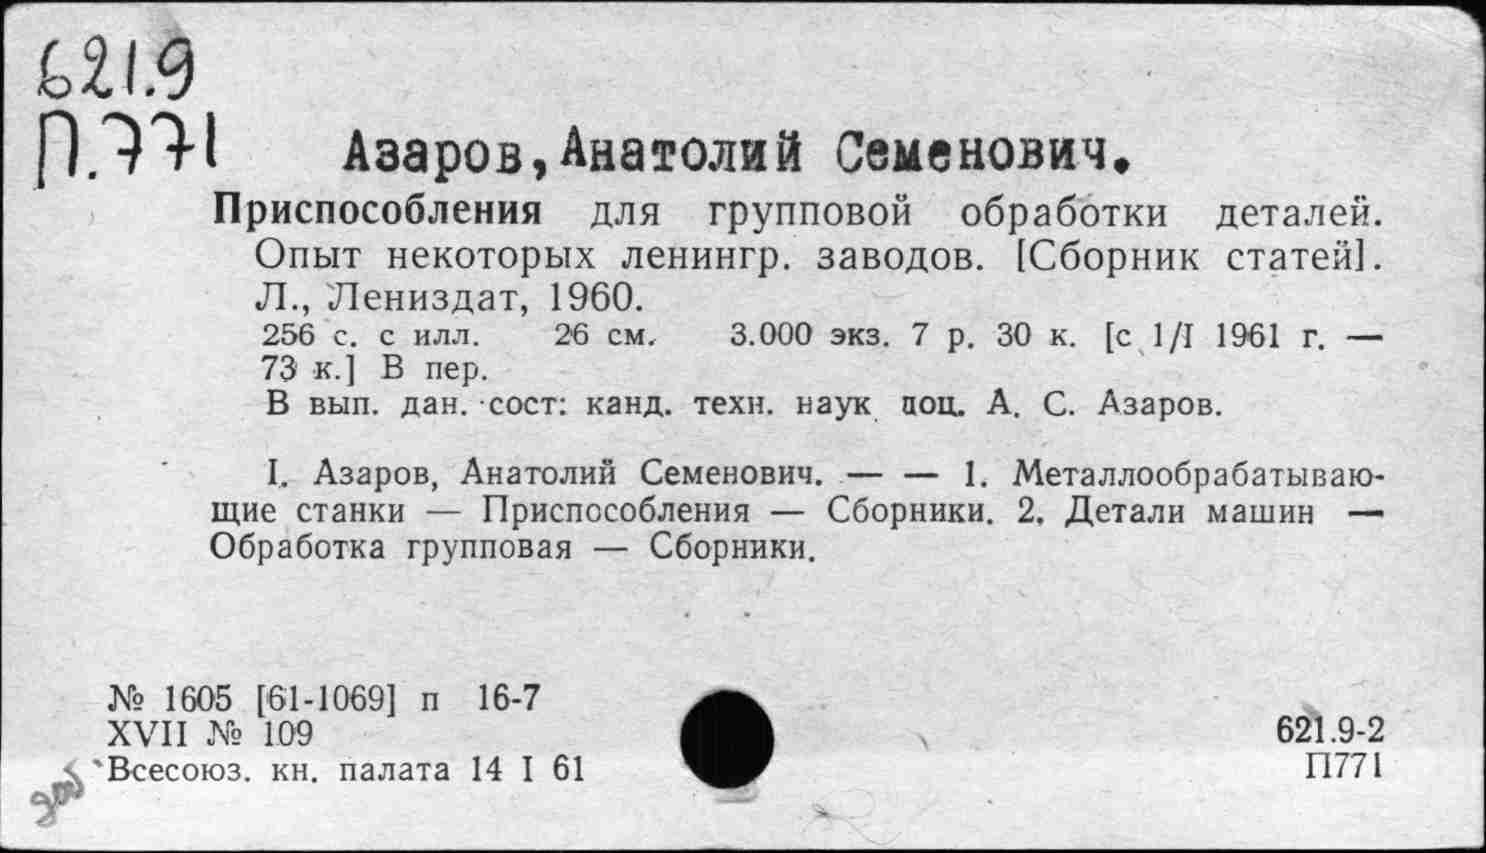 621.9
П.771
Азаров,Анатолий Семенович.
Приспособления для групповой обработки деталей.
Опыт некоторых ленингр. заводов. [Сборник статей].
Л., Лениздат, 1960.
256 с. с илл. 26 см. 3.000 экз. 7 р. 30 к. [с 1/I 1961 г. —
73 к.] В пер.
В вып. дан. сост: канд. техн. наук доц. А. С. Азаров.
I. Азаров, Анатолий Семенович. — — 1. Металлообрабатываю-
щие станки — Приспособления — Сборники. 2. Детали машин —
Обработка групповая — Сборники.
№ 1605 [61-1069] п 16-7
XVII № 109
Всесоюз. кн. палата 14 I 61
621.9-2
П771